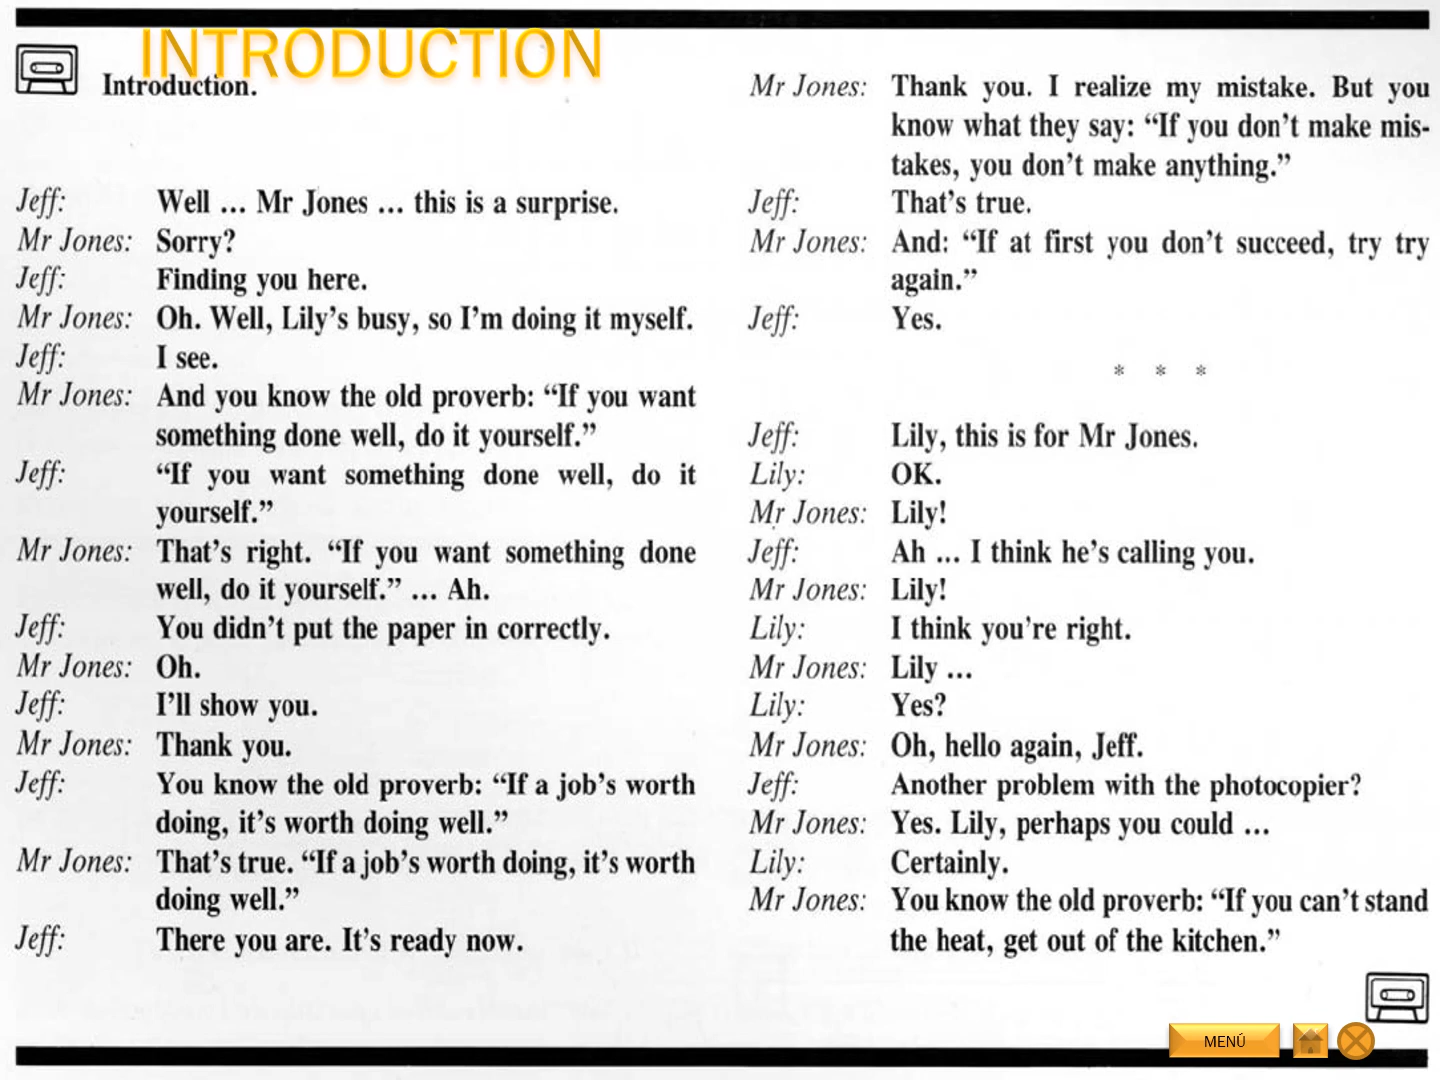 INTRODUCTION
Introduction.
Jeff: Well ... Mr Jones ... this is a surprise.
Mr Jones: Sorry?
Jeff: Finding you here.
Mr Jones: Oh. Well, Lily's busy, so I'm doing it myself.
Jeff: I see.
Mr Jones: And you know the old proverb: “If you want
something done well, do it yourself.”
Jeff: “If you want something done well, do it
yourself.”
Mr Jones: That's right. “If you want something done
well, do it yourself.” ... Ah.
Jeff: You didn't put the paper in correctly.
Mr Jones: Oh.
Jeff: I'll show you.
Mr Jones: Thank you.
Jeff: You know the old proverb: “If a job's worth
doing, it's worth doing well.”
Mr Jones: That's true. “If a job's worth doing, it's worth
doing well.”
Jeff: There you are. It's ready now.
Mr Jones: Thank you. I realize my mistake. But you
know what they say: “If you don't make mis-
takes, you don't make anything.”
Jeff: That's true.
Mr Jones: And: “If at first you don't succeed, try try
again.”
Jeff: Yes.
* * *
Jeff: Lily, this is for Mr Jones.
Lily: OK.
Mr Jones: Lily!
Jeff: Ah ... I think he's calling you.
Mr Jones: Lily!
Lily: I think you're right.
Mr Jones: Lily ...
Lily: Yes?
Mr Jones: Oh, hello again, Jeff.
Jeff: Another problem with the photocopier?
Mr Jones: Yes. Lily, perhaps you could ...
Lily: Certainly.
Mr Jones: You know the old proverb: “If you can't stand
the heat, get out of the kitchen.”
MENÚ